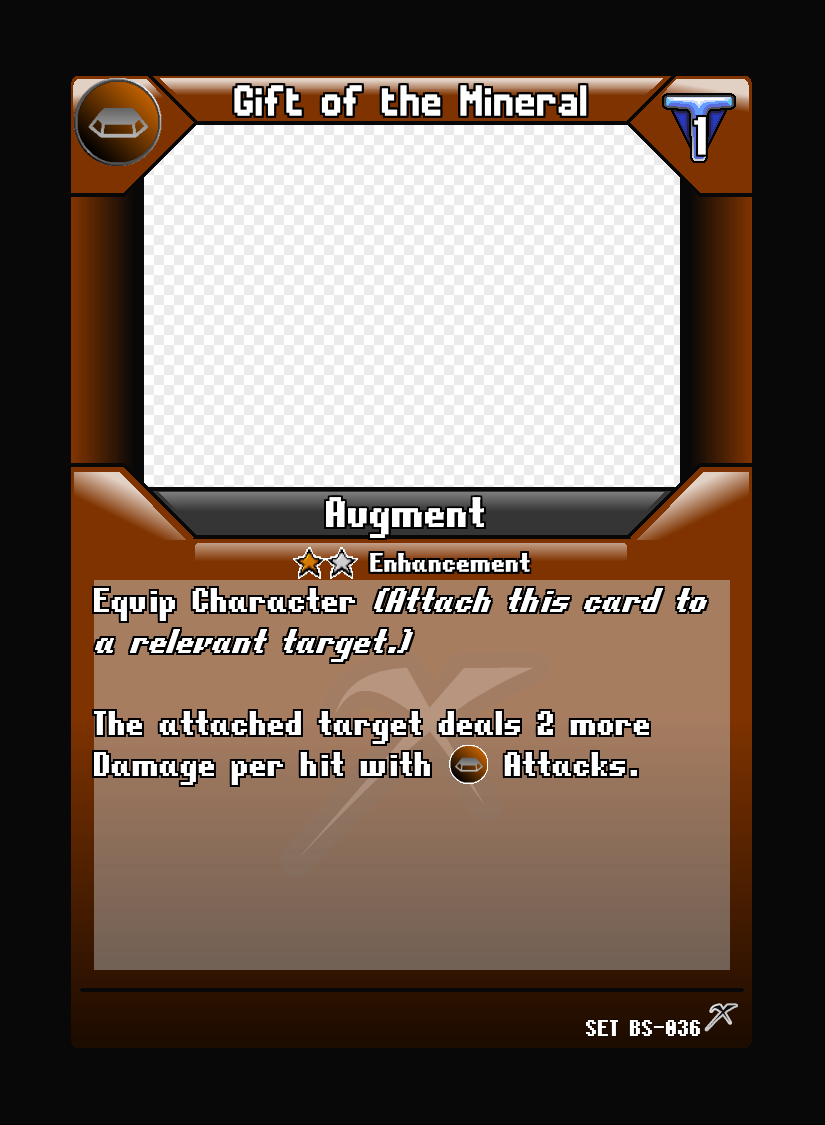 Gift of the Mineral
1
Augment
Enhancement
Equip Character (Attach this card to
a relevant target.)
The attached target deals 2 more
Damage per hit with Attacks.
SET BS-036